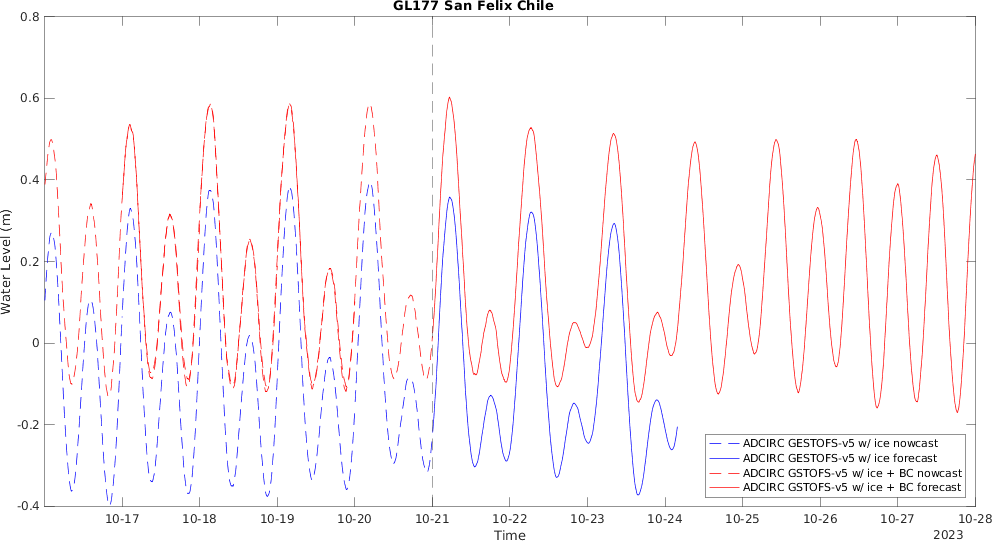 GL177 San Felix Chile
0.8
0.6
0.4
0.2
0
-0.2
-0.4
Water Level (m)
ADCIRC GESTOFS-v5 w/ ice nowcast
ADCIRC GESTOFS-v5 w/ ice forecast
ADCIRC GSTOFS-v5 w/ ice + BC nowcast
ADCIRC GSTOFS-v5 w/ ice + BC forecast
10-17 10-18 10-19 10-20 10-21 10-22 10-23 10-24 10-25 10-26 10-27 10-28
Time
2023